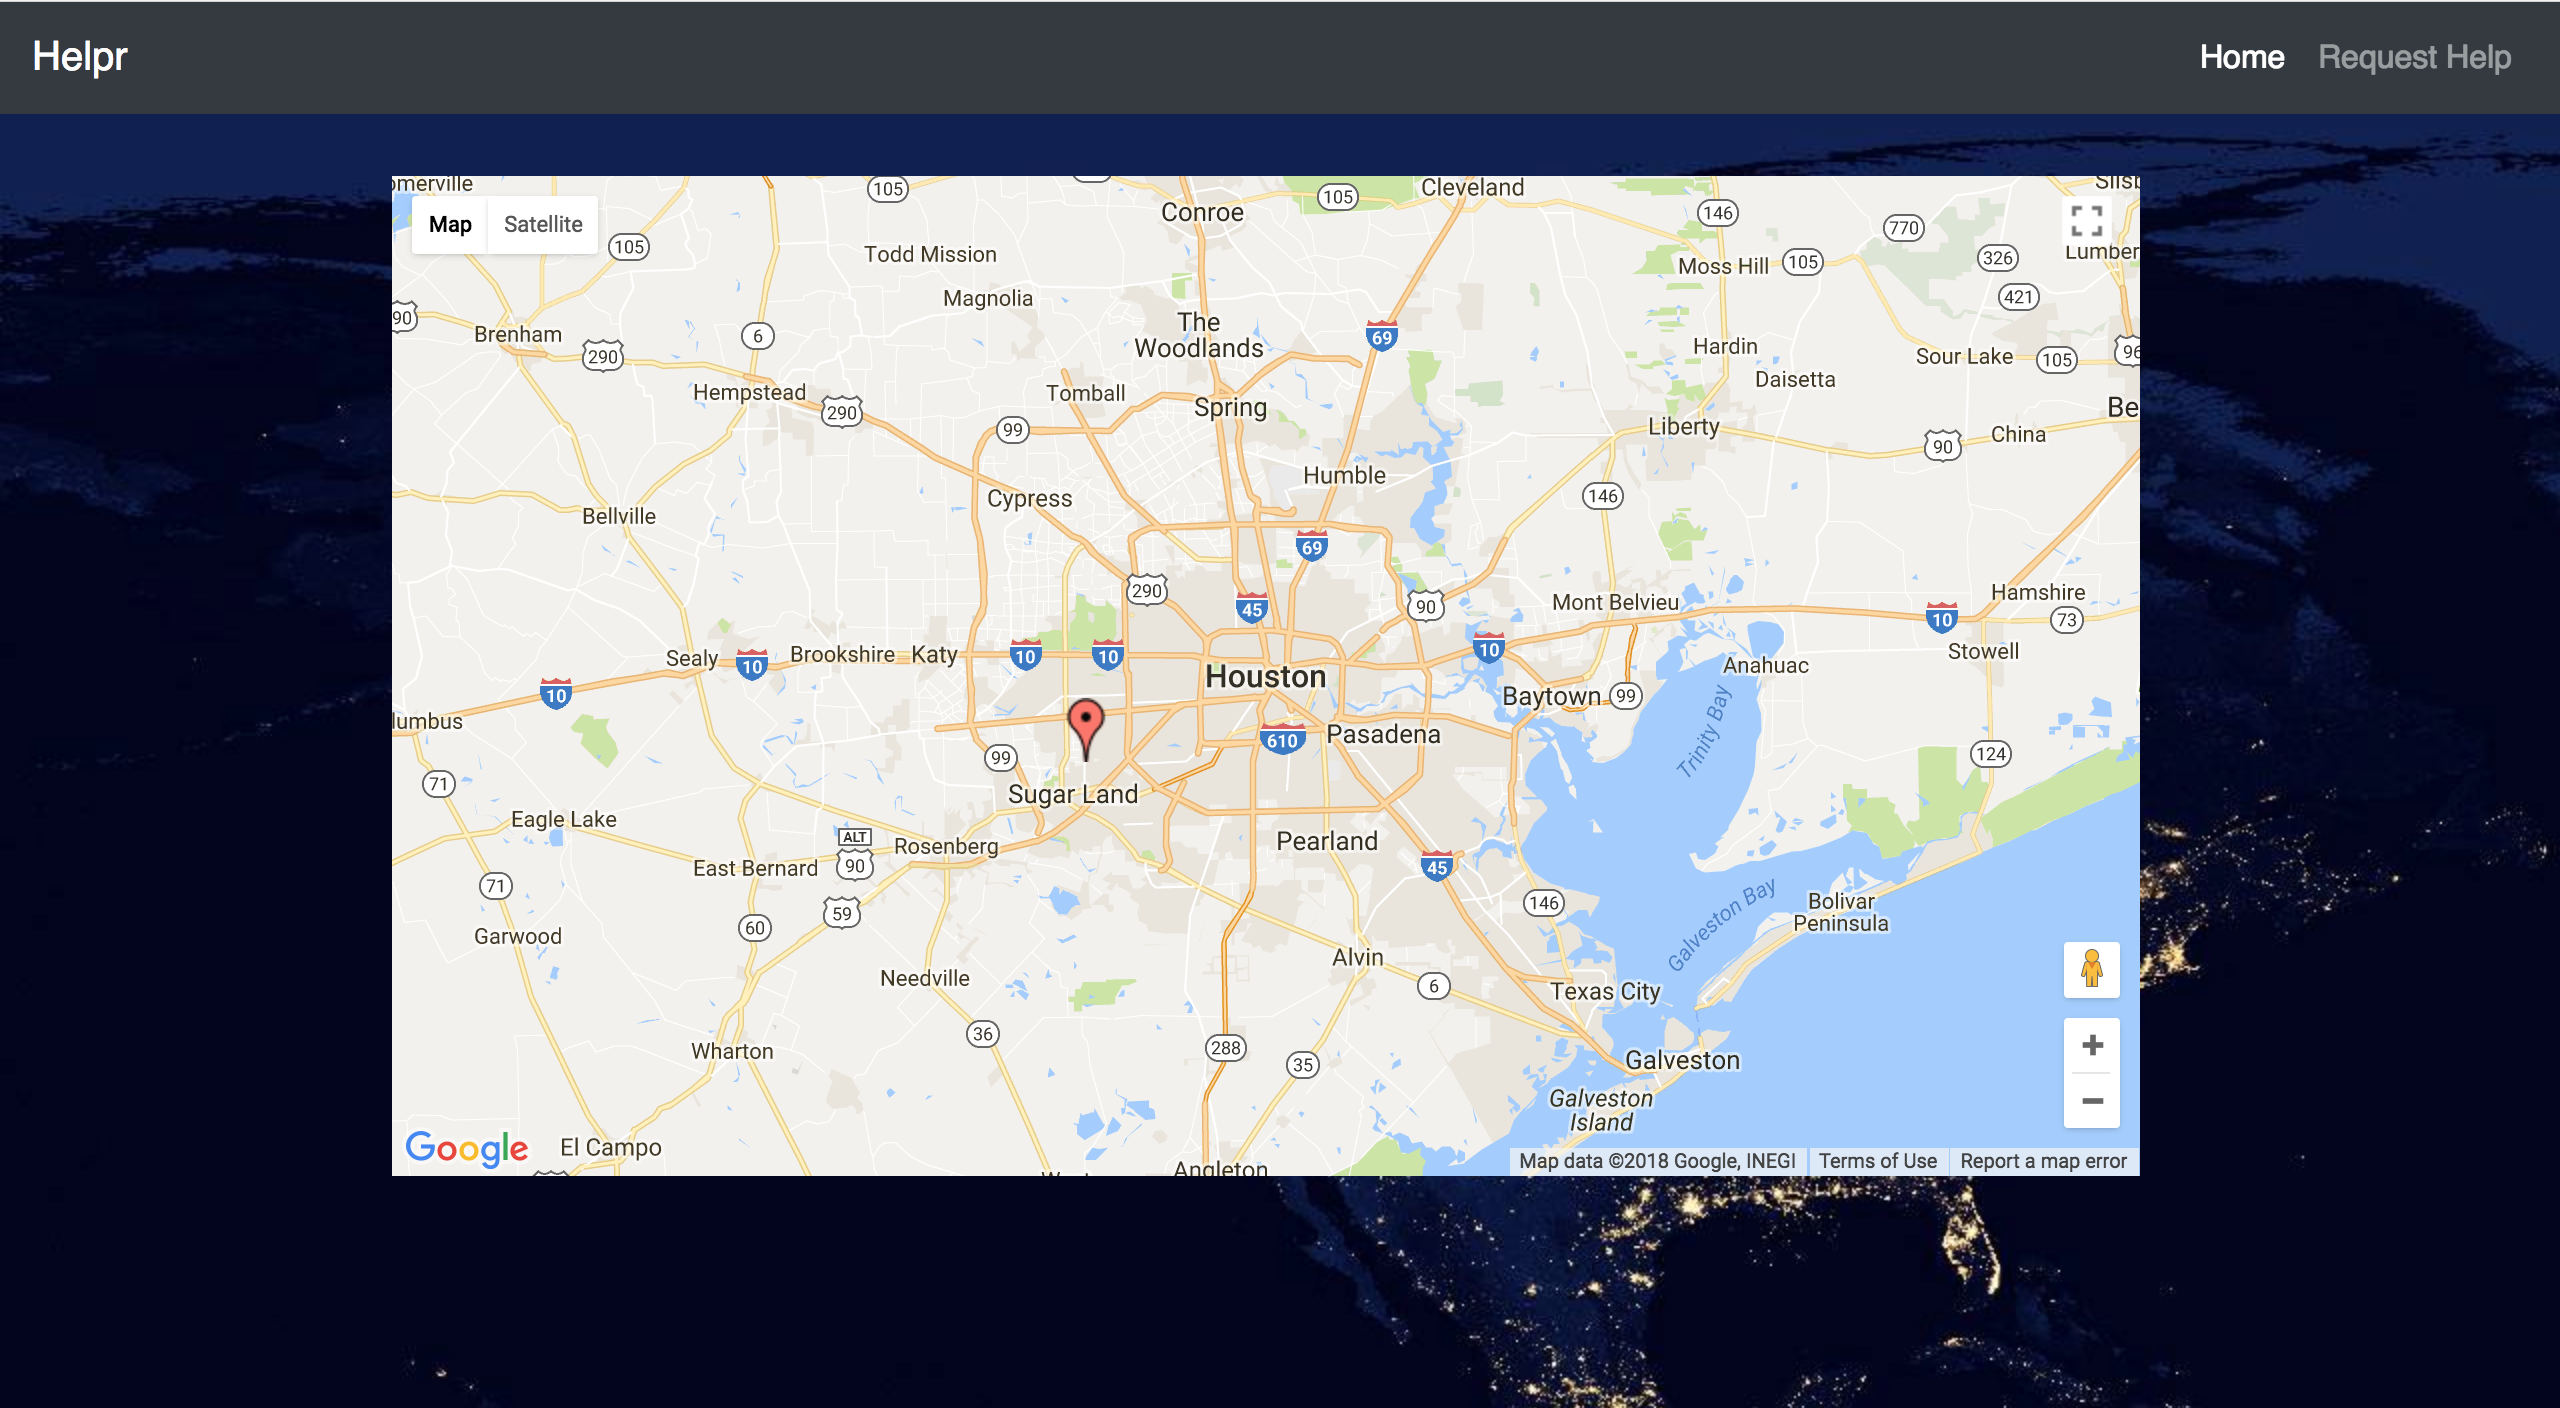 Helpr
Home Request Help
omerville
Map Satellite
105
105
105
Cleveland
Conroe
Todd Mission
Magnolia
146
770
Moss Hill 105
326
Lumber
421
90
Brenham
290
6
The
Woodlands
69
Hardin
Sour Lake 105
96
Daisetta
Hempstead
290
Tomball
Spring
99
Be
Liberty
90
China
Humble
Cypress
146
Bellville
69
290
45
90
Mont Belvieu
Hamshire
10
73
Sealy 10 Brookshire Katy 10 10
10
Stowell
Anahuac
10
Houston
Baytown 99
lumbus
610 Pasadena
Trinity Bay
99
124
71
Sugar Land
Eagle Lake
ALT
90
Rosenberg
Pearland
East Bernard
45
71
59
60
146
Bolivar
Peninsula
Galveston Bay
Garwood
Alvin
Needville
6
Texas City
36
Wharton
288
35
Galveston
Galveston
Island
Google El Campo
Angleton
Map data ©2018 Google, INEGI Terms of Use Report a map error